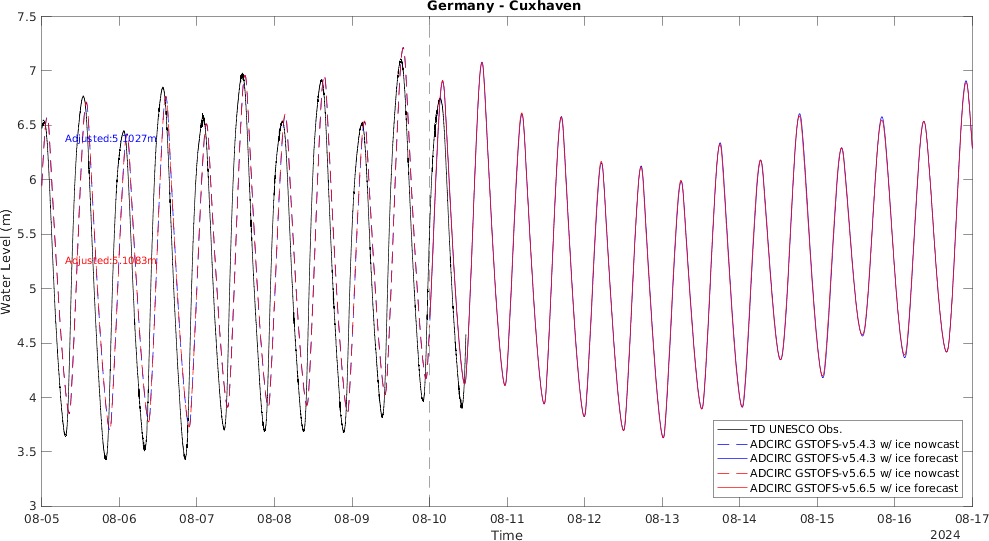 Germany - Cuxhaven
7.5
7
6.5
6
5.5
5
4.5
4
3.5
3
Water Level (m)
Adjusted:5.1027m
Adjusted:5.1083m
TD UNESCO Obs.
ADCIRC GSTOFS-v5.4.3 w/ ice nowcast
ADCIRC GSTOFS-v5.4.3 w/ ice forecast
ADCIRC GSTOFS-v5.6.5 w/ ice nowcast
ADCIRC GSTOFS-v5.6.5 w/ ice forecast
08-05 08-06 08-07 08-08 08-09 08-10 08-11 08-12 08-13 08-14 08-15 08-16 08-17
Time
2024